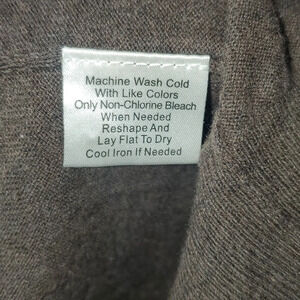 Machine Wash Cold
With Like Colors
Only Non-Chlorine Bleach
When Needed
Reshape And
Lay Flat To Dry
Cool Iron If Needed